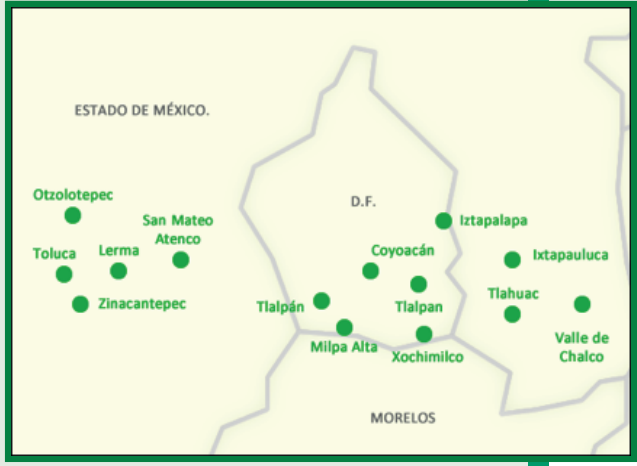 ESTADO DE MÉXICO.
Otzolotepec
San Mateo
Atenco
D.F.
Iztapalapa
Toluca
Lerma
Coyoacán
Ixtapauluca
Zinacantepec
Tlalpán
Tlalpan
Tlahuac
Milpa Alta
Xochimilco
Valle de
Chalco
MORELOS